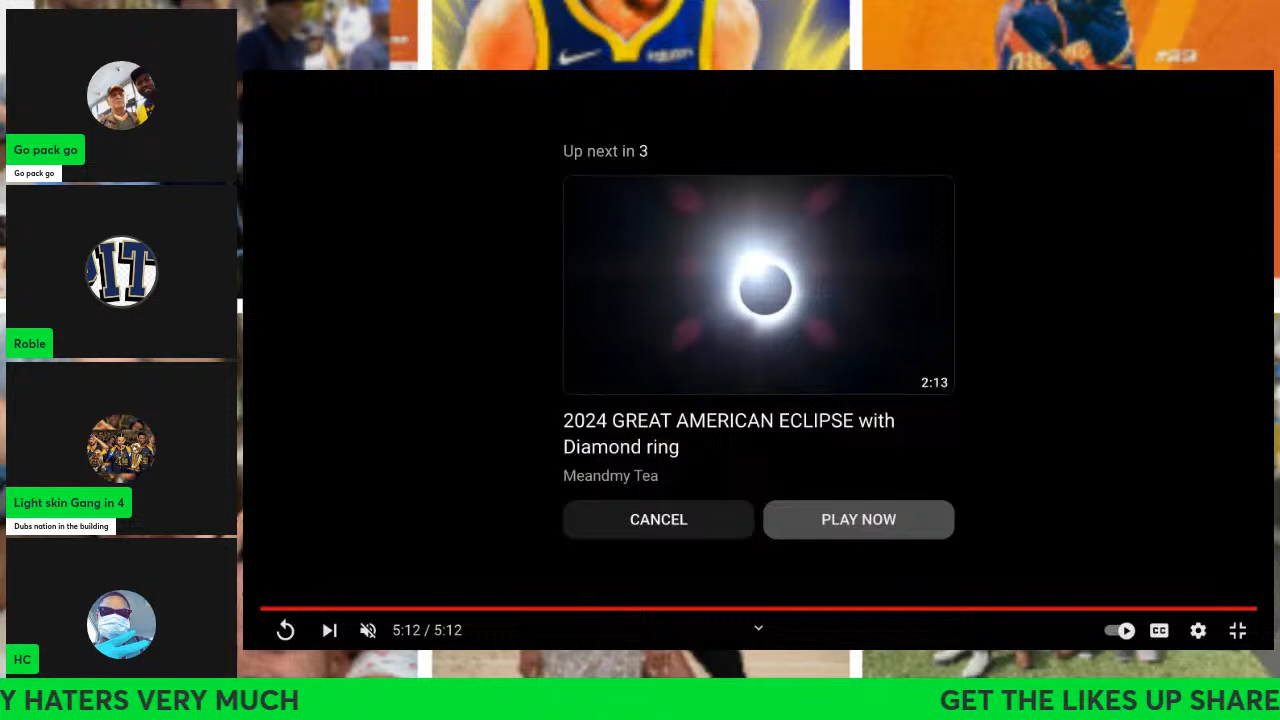 Go pack go
Go pack go
Roble
Light skin Gang in 4
Dubs nation in the building
HC
Up next in 3
2:13
2024 GREAT AMERICAN ECLIPSE with
Diamond ring
Meandmy Tea
CANCEL
PLAY NOW
5:12 / 5:12
CC
Y HATERS VERY MUCH
GET THE LIKES UP SHARE